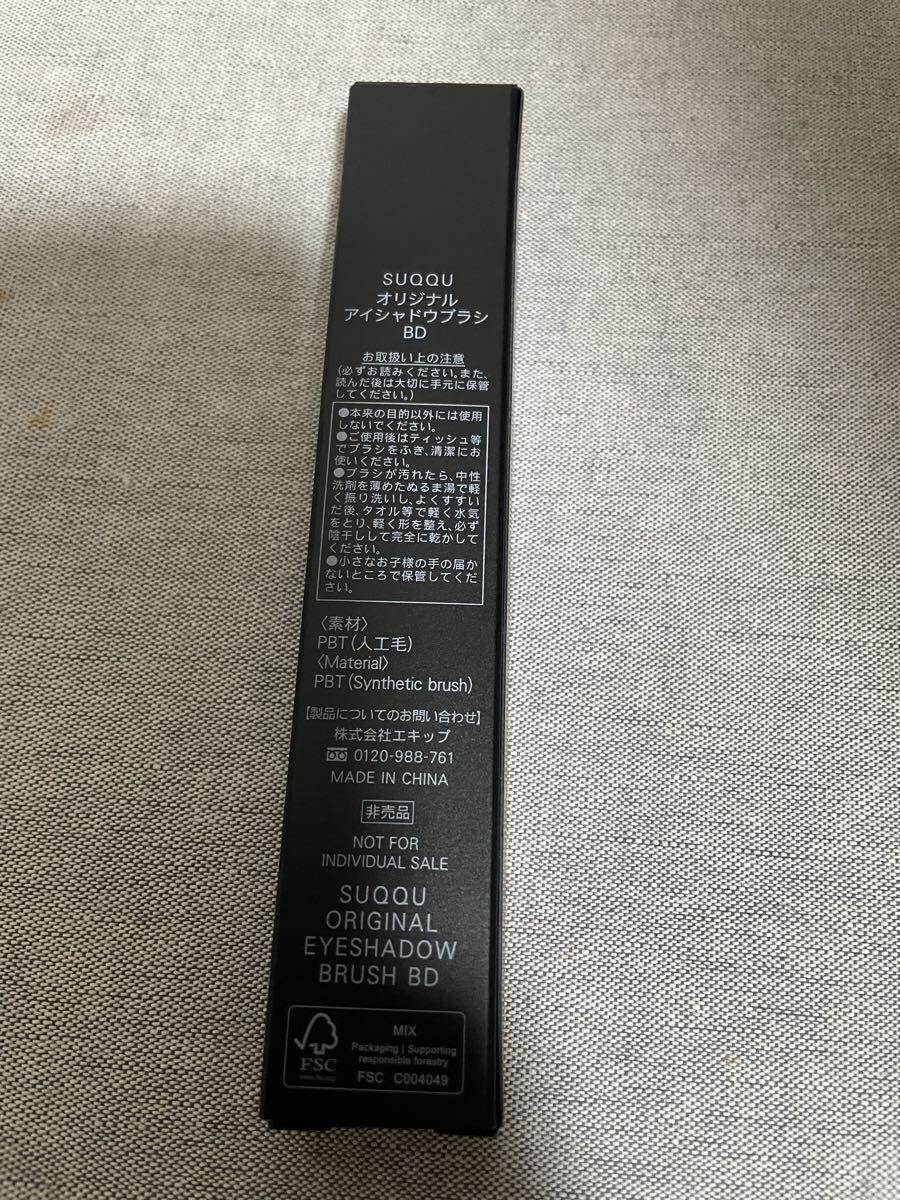 SUQQU
オリジナル
アイシャドウブラシ
BD
お取扱い上の注意
(必ずお読みください。また、
読んだ後は大切に手元に保管
してください。)
●本来の目的以外には使用
しないでください。
●ご使用後はティッシュ等
でブラシをふき、清潔にお
使いください。
●ブラシが汚れたら、中性
洗剤を薄めたぬるま湯で軽
く振り洗いし、よくすすい
だ後、タオル等で軽く水気
をとり、軽く形を整え、必ず
陰干しして完全に乾かして
ください。
●小さなお子様の手の届か
ないところで保管してくだ
さい。
〈素材〉
PBT(人工毛)
〈Material〉
PBT(Synthetic brush)
【製品についてのお問い合わせ】
株式会社エキップ
0120-988-761
MADE IN CHINA
非売品
NOT FOR
INDIVIDUAL SALE
SUQQU
ORIGINAL
EYESHADOW
BRUSH BD
FSC
www.fsc.org
MIX
Packaging | Supporting
responsible forestry
FSC C004049